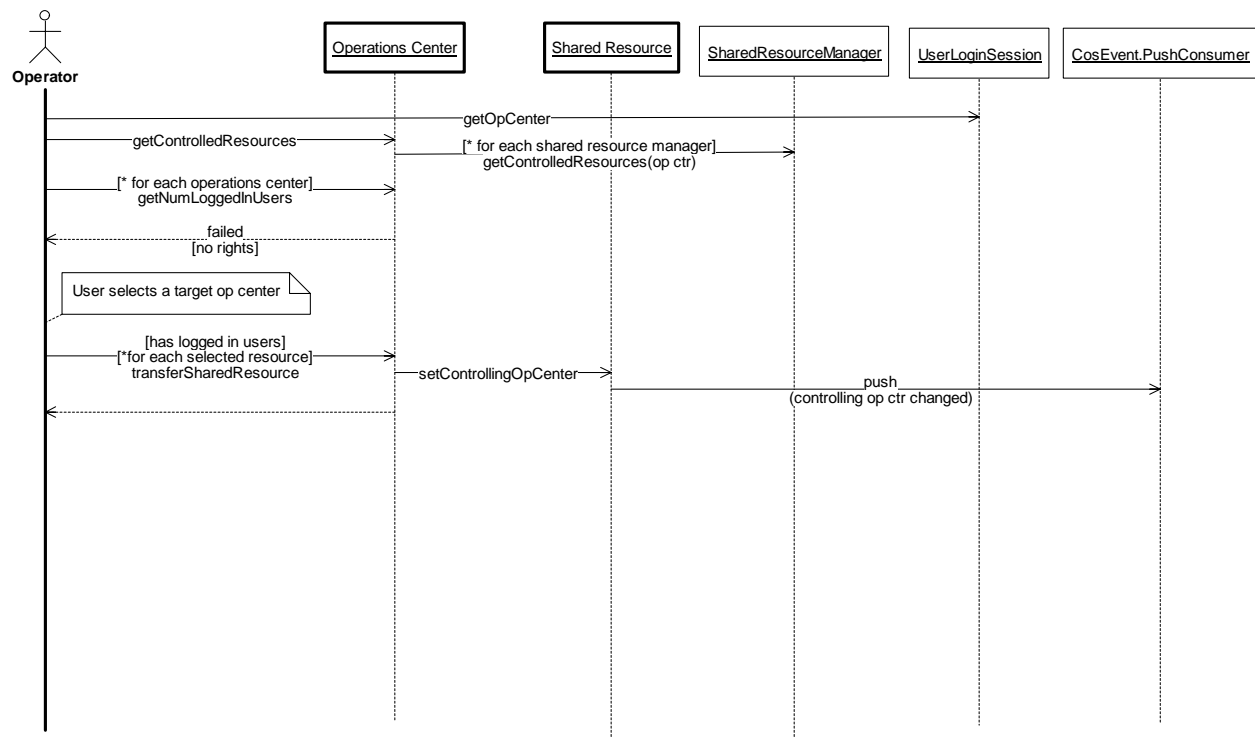 Operations Center
Shared Resource
SharedResourceManager
UserLoginSession
CosEvent.PushConsumer
Operator
getOpCenter
getControlledResources
[* for each shared resource manager]
getControlledResources(op ctr)
[* for each operations center]
getNumLoggedInUsers
failed
[no rights]
User selects a target op center
[has logged in users]
[*for each selected resource]
transferSharedResource
setControllingOpCenter
push
(controlling op ctr changed)